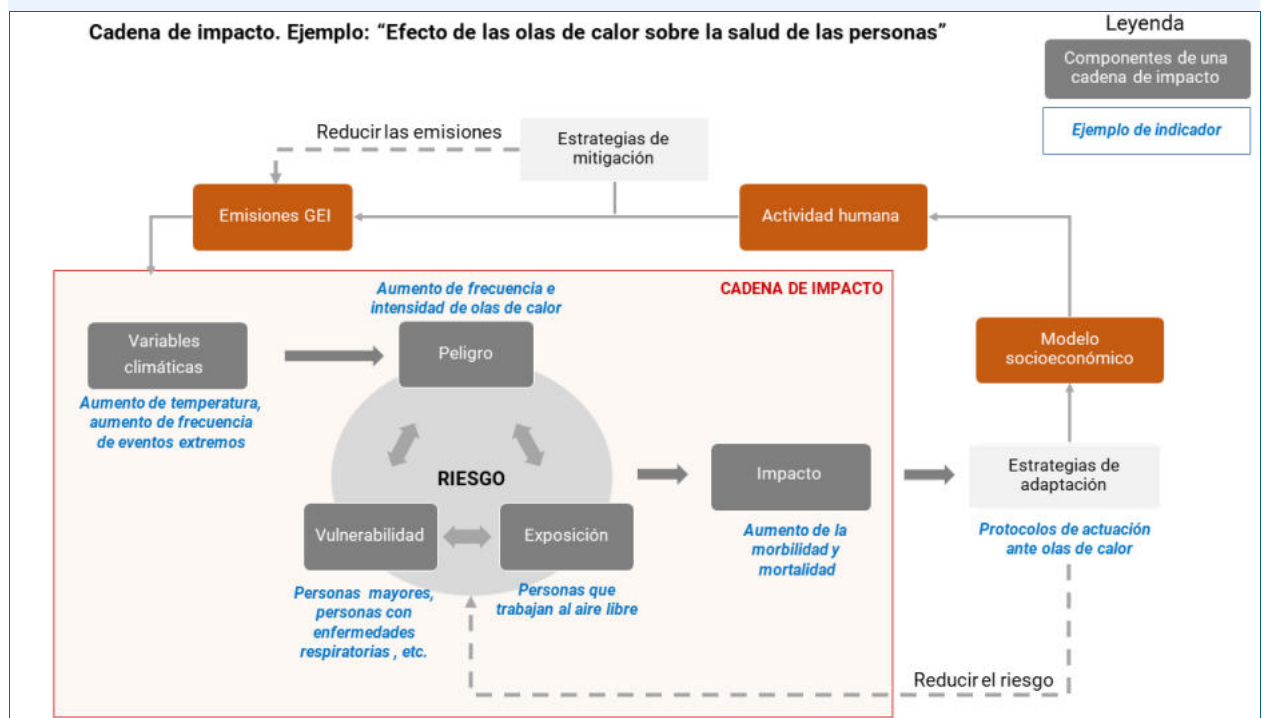 Cadena de impacto. Ejemplo: “Efecto de las olas de calor sobre la salud de las personas”
Leyenda
Componentes de una
cadena de impacto
Ejemplo de indicador
Reducir las emisiones
Estrategias de
mitigación
Emisiones GEI
Actividad humana
CADENA DE IMPACTO
Aumento de frecuencia e
intensidad de olas de calor
Variables
climáticas
Peligro
Modelo
socioeconómico
Aumento de temperatura,
aumento de frecuencia
de eventos extremos
RIESGO
Impacto
Estrategias de
adaptación
Vulnerabilidad
Exposición
Aumento de la
morbilidad y
mortalidad
Protocolos de actuación
ante olas de calor
Personas mayores,
personas con
enfermedades
respiratorias , etc.
Personas que
trabajan al aire libre
Reducir el riesgo